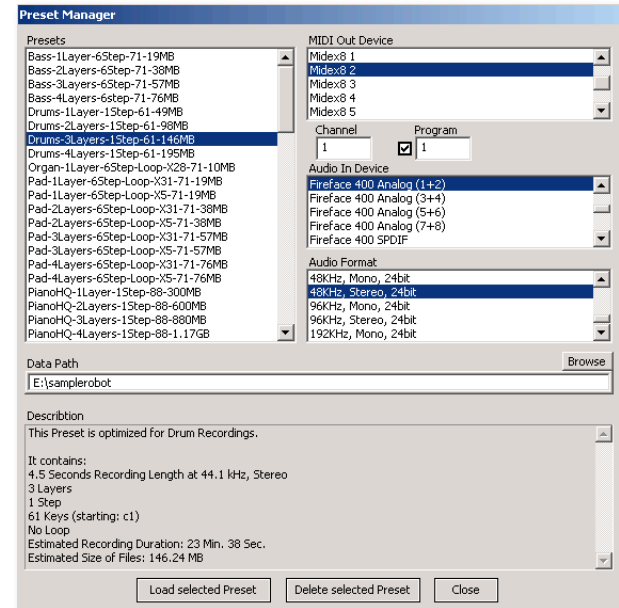 Preset Manager
Presets
Bass-1Layer-6Step-71-19MB
Bass-2Layers-6Step-71-38MB
Bass-3Layers-6Step-71-57MB
Bass-4Layers-6step-71-76MB
Drums-1Layer-1Step-61-49MB
Drums-2Layers-1Step-61-98MB
Drums-3Layers-1Step-61-146MB
Drums-4Layers-1Step-61-195MB
Organ-1Layer-6Step-Loop-X28-71-10MB
Pad-1Layer-6Step-Loop-X31-71-19MB
Pad-1Layer-6Step-Loop-X5-71-19MB
Pad-2Layers-6Step-Loop-X31-71-38MB
Pad-2Layers-6Step-Loop-X5-71-38MB
Pad-3Layers-6Step-Loop-X31-71-57MB
Pad-3Layers-6Step-Loop-X5-71-57MB
Pad-4Layers-6Step-Loop-X31-71-76MB
Pad-4Layers-6Step-Loop-X5-71-76MB
PianoHQ-1Layer-1Step-88-300MB
PianoHQ-2Layers-1Step-88-600MB
PianoHQ-3Layers-1Step-88-880MB
PianoHQ-4Layers-1Step-88-1.17GB
MIDI Out Device
Midex8 1
Midex8 2
Midex8 3
Midex8 4
Midex8 5
Channel Program
1 1
Audio In Device
Fireface 400 Analog (1+2)
Fireface 400 Analog (3+4)
Fireface 400 Analog (5+6)
Fireface 400 Analog (7+8)
Fireface 400 SPDIF
Audio Format
48KHz, Mono, 24bit
48KHz, Stereo, 24bit
96KHz, Mono, 24bit
96KHz, Stereo, 24bit
192KHz, Mono, 24bit
Data Path Browse
E:\samplerobot
Describtion
This Preset is optimized for Drum Recordings.
It contains:
4.5 Seconds Recording Length at 44.1 kHz, Stereo
3 Layers
1 Step
61 Keys (starting: c1)
No Loop
Estimated Recording Duration: 23 Min. 38 Sec.
Estimated Size of Files: 146.24 MB
Load selected Preset Delete selected Preset Close